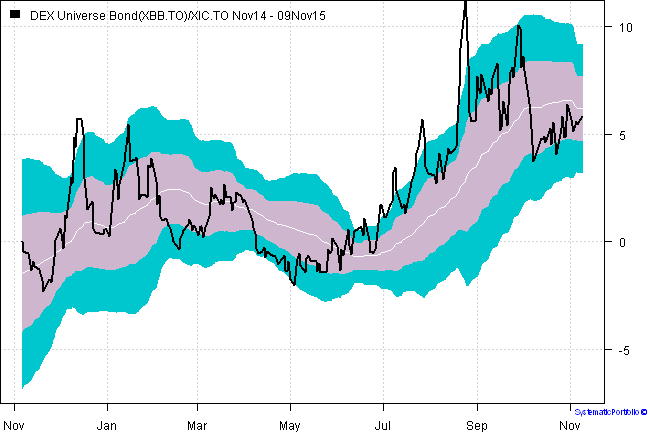 DEX Universe Bond(XBB.TO)/XIC.TO Nov14 - 09Nov15
10
5
0
-5
Nov Jan Mar May Jul Sep Nov
SystematicPortfolio ©